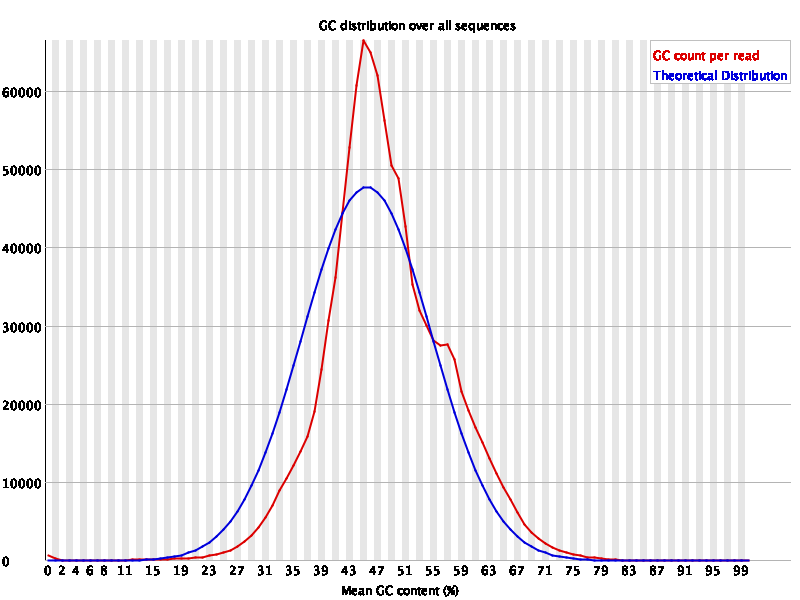 GC distribution over all sequences
GC count per read
Theoretical Distribution
60000
50000
40000
30000
20000
10000
0
0 2 4 6 8 11 15 19 23 27 31 35 39 43 47 51 55 59 63 67 71 75 79 83 87 91 95 99
Mean GC content (%)